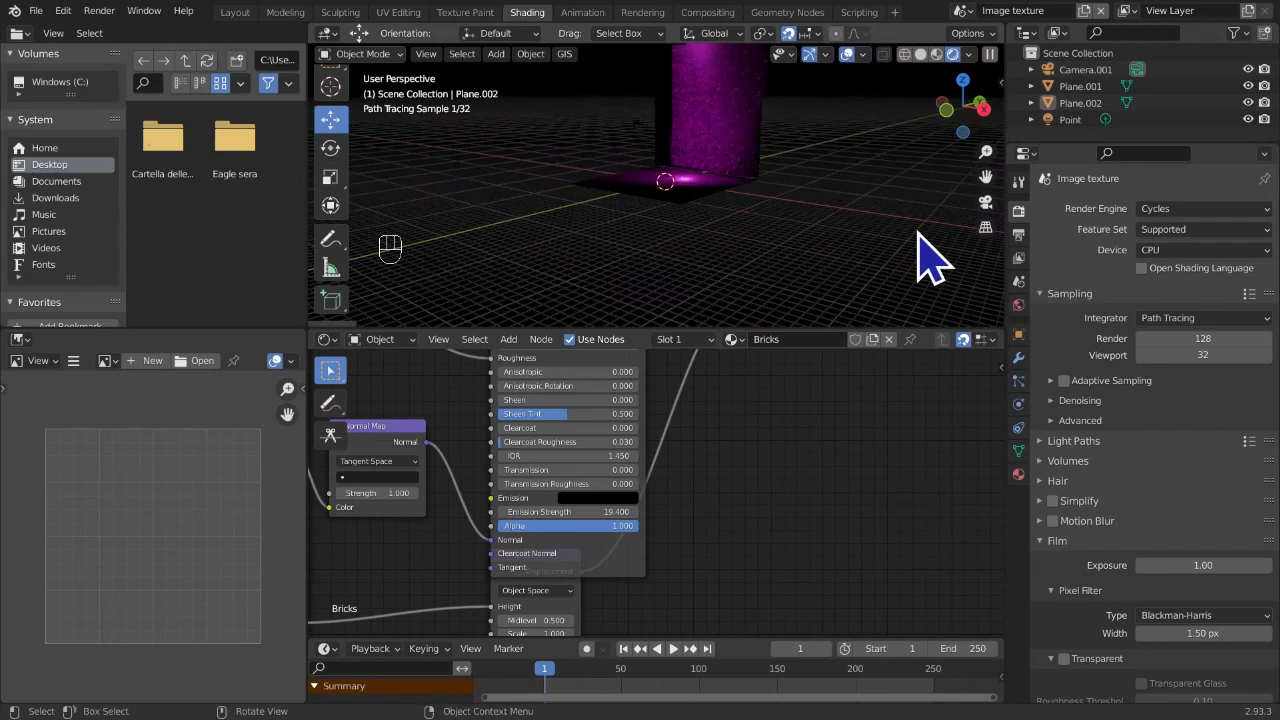 File Edit Render Window Help Layout Modeling Sculpting UV Editing Texture Paint Shading Animation Rendering Compositing Geometry Nodes Scripting Image texture View Layer
View Select Orientation: Default Drag: Select Box Global Options
Volumes
Windows (C:)
System
Home
Desktop
Documents
Downloads
Music
Pictures
Videos
Fonts
Favorites
Add Bookmark
C:\Use...
Cartella delle...
Eagle sera
Object Mode View Select Add Object GIS
User Perspective
(1) Scene Collection | Plane.002
Path Tracing Sample 1/32
Z
X
Scene Collection
Camera.001
Plane.001
Plane.002
Point
Image texture
Render Engine Cycles
Feature Set Supported
Device CPU
Open Shading Language
Sampling
Integrator Path Tracing
Render 128
Viewport 32
Adaptive Sampling
Denoising
Advanced
Light Paths
Volumes
Hair
Simplify
Motion Blur
Film
Exposure 1.00
Pixel Filter
Type Blackman-Harris
Width 1.50 px
Transparent
Transparent Glass
Roughness Threshol 0.10
View New Open
Object View Select Add Node Use Nodes Slot 1 Bricks
Roughness
Anisotropic 0.000
Anisotropic Rotation 0.000
Sheen 0.000
Sheen Tint 0.500
Clearcoat 0.000
Clearcoat Roughness 0.030
IOR 1.450
Transmission 0.000
Transmission Roughness 0.000
Emission
Emission Strength 19.400
Alpha 1.000
Normal
Clearcoat Normal
Tangent
Displacement
Object Space
Height
Midlevel 0.500
Scale 1.000
Normal Map
Normal
Tangent Space
Strength 1.000
Color
Bricks
Playback Keying View Marker 1 Start 1 End 250
1 50 100 150 200 250
Summary
Select Box Select Rotate View Object Context Menu 2.93.3